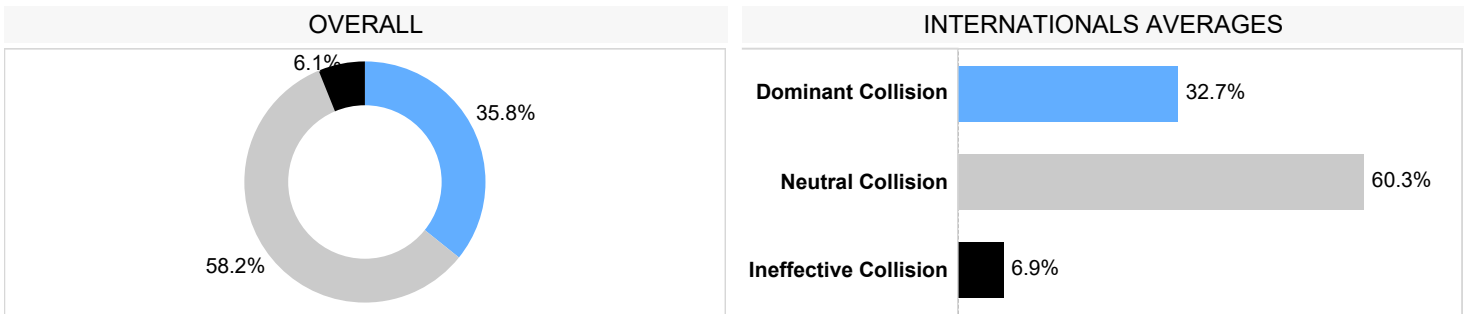 OVERALL
6.1%
35.8%
58.2%
INTERNATIONALS AVERAGES
Dominant Collision 32.7%
Neutral Collision 60.3%
Ineffective Collision 6.9%